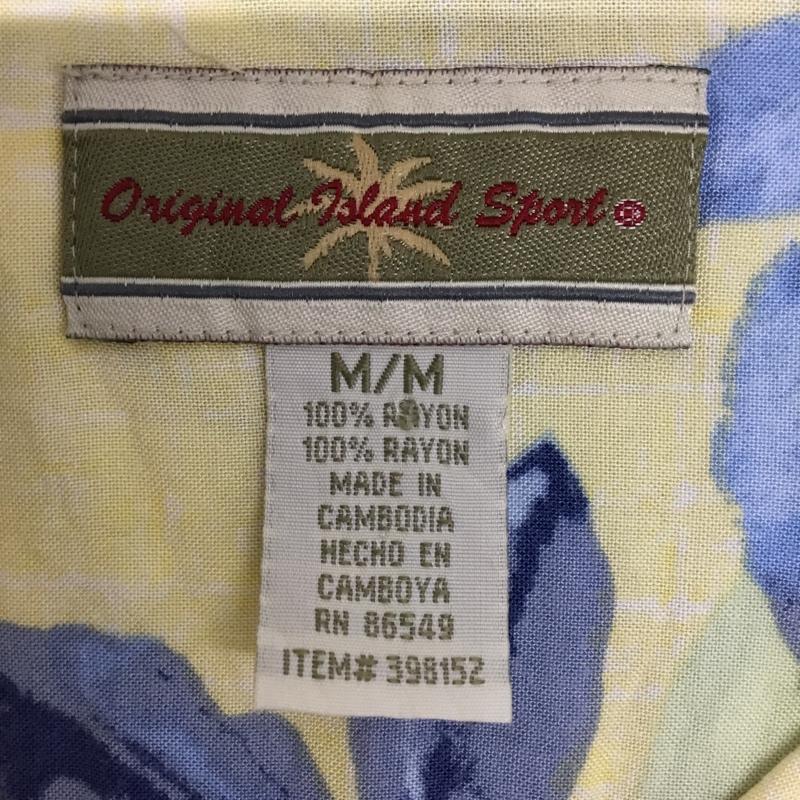 Original Island Sport®
M/M
100% RAYON
100% RAYON
MADE IN
CAMBODIA
HECHO EN
CAMBOYA
RN 86549
ITEM# 398152